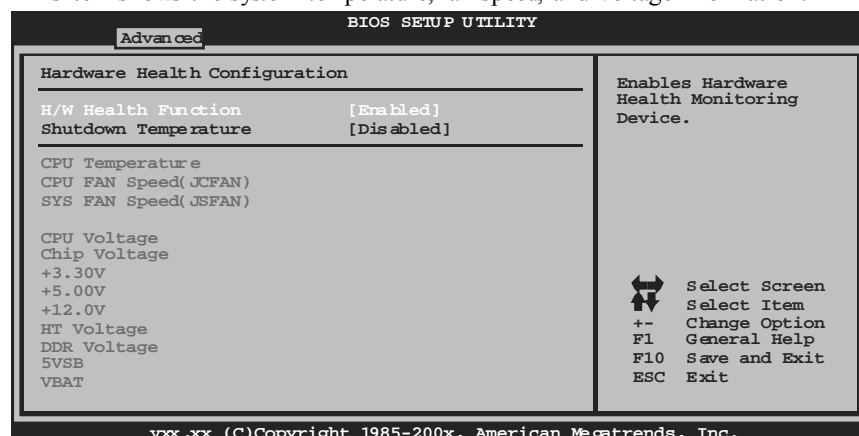 BIOS SETUP UTILITY
Advanced
Hardware Health Configuration
H/W Health Function [Enabled]
Shutdown Temperature [Disabled]
CPU Temperature
CPU FAN Speed(JCFAN)
SYS FAN Speed(JSFAN)
CPU Voltage
Chip Voltage
+3.30V
+5.00V
+12.0V
HT Voltage
DDR Voltage
5VSB
VBAT
Enables Hardware
Health Monitoring
Device.
Select Screen
Select Item
+- Change Option
F1 General Help
F10 Save and Exit
ESC Exit
vxx.xx (C)Copyright 1985-200x, American Megatrends, Inc.